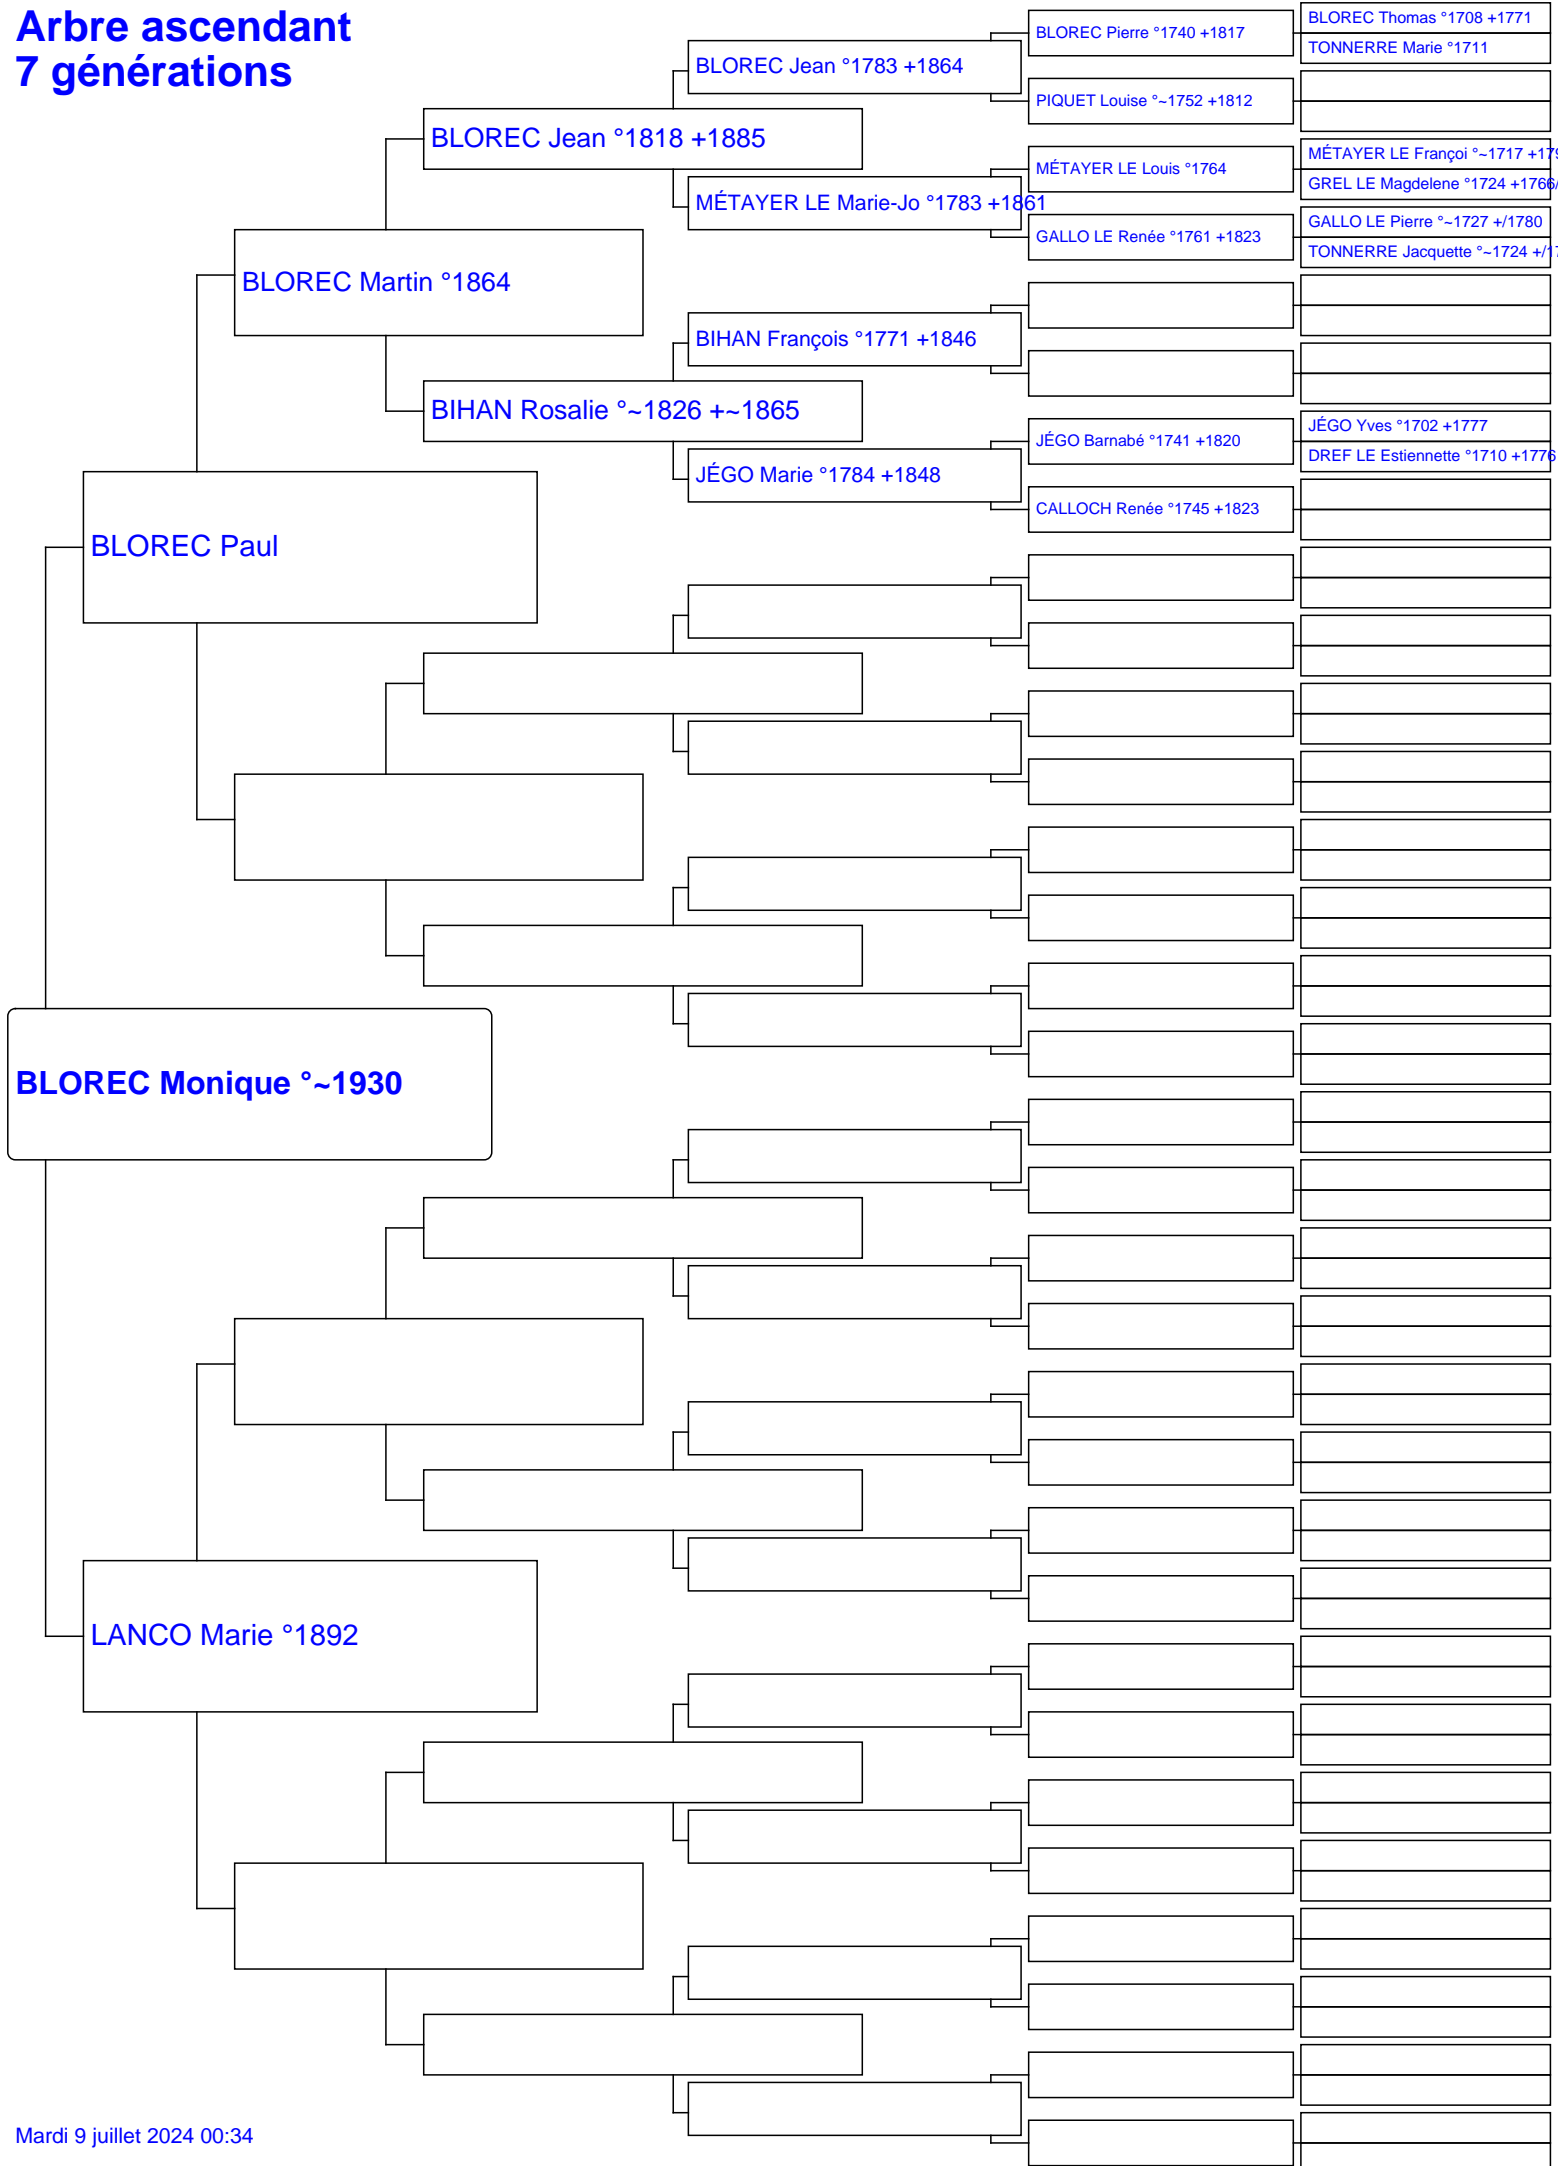 Arbre ascendant
7 générations
BLOREC Thomas °1708 +1771
BLOREC Pierre °1740 +1817
TONNERRE Marie °1711
BLOREC Jean °1783 +1864
PIQUET Louise °~1752 +1812
BLOREC Jean °1818 +1885
MÉTAYER LE Françoi °~1717 +179
MÉTAYER LE Louis °1764
GREL LE Magdelene °1724 +1766/
MÉTAYER LE Marie-Jo °1783 +1861
GALLO LE Pierre °~1727 +/1780
GALLO LE Renée °1761 +1823
TONNERRE Jacquette °~1724 +/17
BLOREC Martin °1864
BIHAN François °1771 +1846
BIHAN Rosalie °~1826 +~1865
JÉGO Yves °1702 +1777
JÉGO Barnabé °1741 +1820
DREF LE Estiennette °1710 +1776
JÉGO Marie °1784 +1848
CALLOCH Renée °1745 +1823
BLOREC Paul
BLOREC Monique °~1930
LANCO Marie °1892
Mardi 9 juillet 2024 00:34